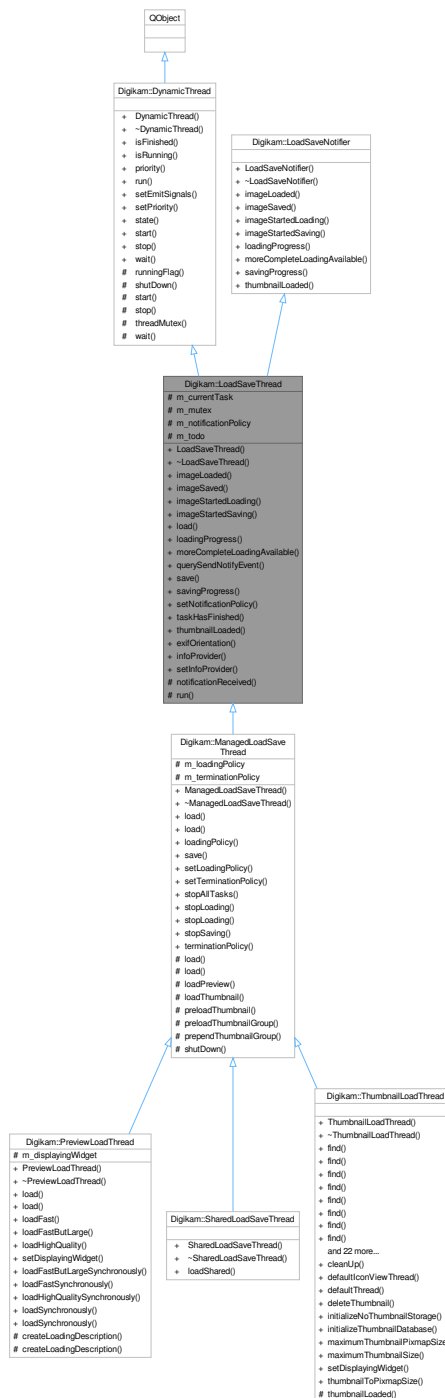 QObject
Digikam::DynamicThread
+ DynamicThread()
+ ~DynamicThread()
+ isFinished()
+ isRunning()
+ priority()
+ run()
+ setEmitSignals()
+ setPriority()
+ state()
+ start()
+ stop()
+ wait()
# runningFlag()
# shutDown()
# start()
# stop()
# threadMutex()
# wait()
Digikam::LoadSaveNotifier
+ LoadSaveNotifier()
+ ~LoadSaveNotifier()
+ imageLoaded()
+ imageSaved()
+ imageStartedLoading()
+ imageStartedSaving()
+ loadingProgress()
+ moreCompleteLoadingAvailable()
+ savingProgress()
+ thumbnailLoaded()
Digikam::LoadSaveThread
# m_currentTask
# m_mutex
# m_notificationPolicy
# m_todo
+ LoadSaveThread()
+ ~LoadSaveThread()
+ imageLoaded()
+ imageSaved()
+ imageStartedLoading()
+ imageStartedSaving()
+ load()
+ loadingProgress()
+ moreCompleteLoadingAvailable()
+ querySendNotifyEvent()
+ save()
+ savingProgress()
+ setNotificationPolicy()
+ taskHasFinished()
+ thumbnailLoaded()
+ exifOrientation()
+ infoProvider()
+ setInfoProvider()
# notificationReceived()
# run()
Digikam::ManagedLoadSave
Thread
# m_loadingPolicy
# m_terminationPolicy
+ ManagedLoadSaveThread()
+ ~ManagedLoadSaveThread()
+ load()
+ load()
+ loadingPolicy()
+ save()
+ setLoadingPolicy()
+ setTerminationPolicy()
+ stopAllTasks()
+ stopLoading()
+ stopLoading()
+ stopSaving()
+ terminationPolicy()
# load()
# load()
# loadPreview()
# loadThumbnail()
# preloadThumbnail()
# preloadThumbnailGroup()
# prependThumbnailGroup()
# shutDown()
Digikam::PreviewLoadThread
# m_displayingWidget
+ PreviewLoadThread()
+ ~PreviewLoadThread()
+ load()
+ load()
+ loadFast()
+ loadFastButLarge()
+ loadHighQuality()
+ setDisplayingWidget()
+ loadFastButLargeSynchronously()
+ loadFastSynchronously()
+ loadHighQualitySynchronously()
+ loadSynchronously()
+ loadSynchronously()
# createLoadingDescription()
# createLoadingDescription()
Digikam::SharedLoadSaveThread
+ SharedLoadSaveThread()
+ ~SharedLoadSaveThread()
+ loadShared()
Digikam::ThumbnailLoadThread
+ ThumbnailLoadThread()
+ ~ThumbnailLoadThread()
+ find()
+ find()
+ find()
+ find()
+ find()
+ find()
+ find()
+ find()
and 22 more...
+ cleanUp()
+ defaultIconViewThread()
+ defaultThread()
+ deleteThumbnail()
+ initializeNoThumbnailStorage()
+ initializeThumbnailDatabase()
+ maximumThumbnailPixmapSize
+ maximumThumbnailSize()
+ setDisplayingWidget()
+ thumbnailToPixmapSize()
# thumbnailLoaded()